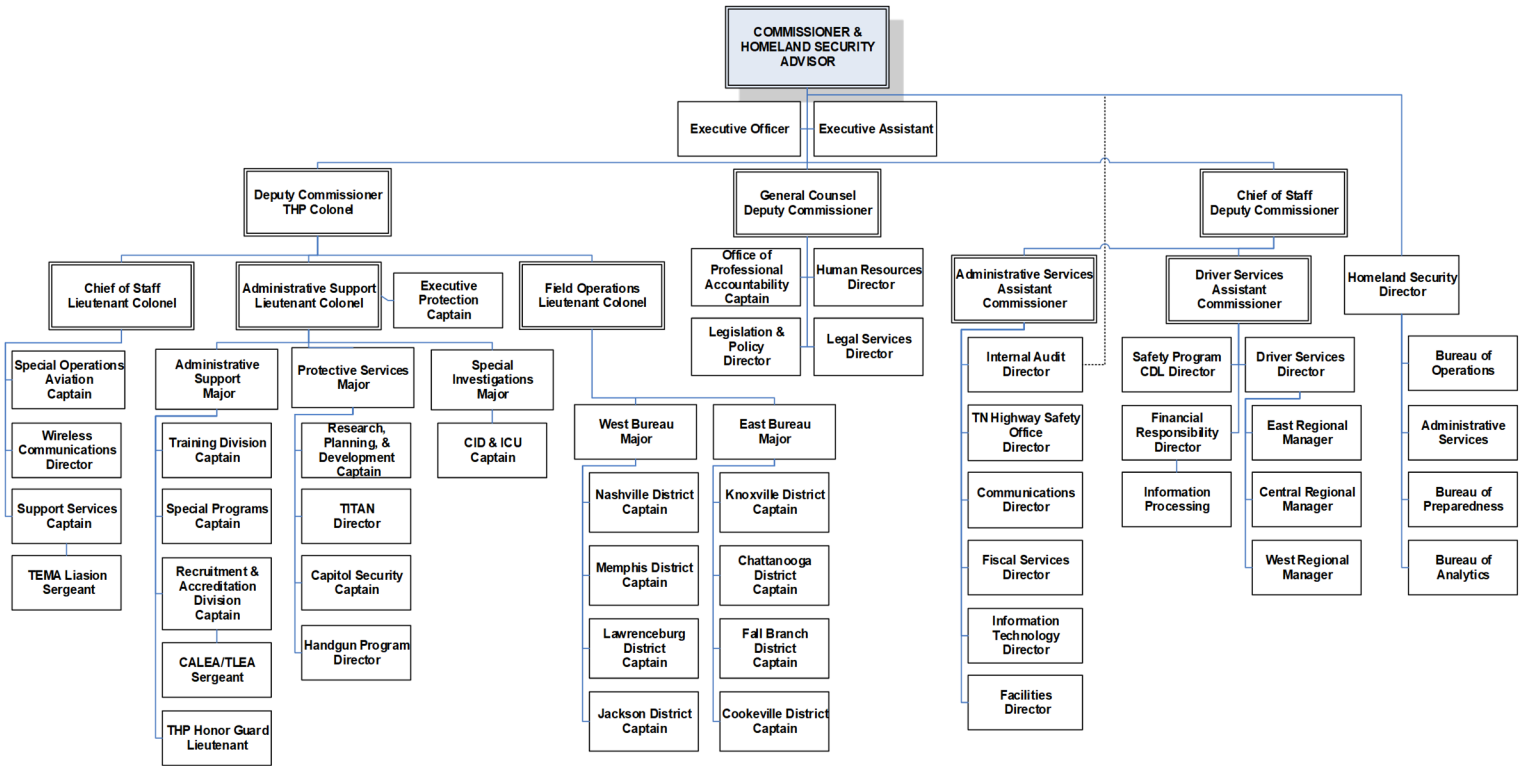 COMMISSIONER &
HOMELAND SECURITY
ADVISOR
Executive Officer
Executive Assistant
Deputy Commissioner
THP Colonel
General Counsel
Deputy Commissioner
Chief of Staff
Deputy Commissioner
Chief of Staff
Lieutenant Colonel
Administrative Support
Lieutenant Colonel
Executive
Protection
Captain
Field Operations
Lieutenant Colonel
Office of
Professional
Accountability
Captain
Human Resources
Director
Legislation &
Policy
Director
Legal Services
Director
Administrative Services
Assistant
Commissioner
Driver Services
Assistant
Commissioner
Homeland Security
Director
Special Operations
Aviation
Captain
Wireless
Communications
Director
Support Services
Captain
TEMA Liasion
Sergeant
Administrative
Support
Major
Training Division
Captain
Special Programs
Captain
Recruitment &
Accreditation
Division
Captain
CALEA/TLEA
Sergeant
THP Honor Guard
Lieutenant
Protective Services
Major
Research,
Planning, &
Development
Captain
TITAN
Director
Capitol Security
Captain
Handgun Program
Director
Special
Investigations
Major
CID & ICU
Captain
West Bureau
Major
Nashville District
Captain
Memphis District
Captain
Lawrenceburg
District
Captain
Jackson District
Captain
East Bureau
Major
Knoxville District
Captain
Chattanooga
District
Captain
Fall Branch
District
Captain
Cookeville District
Captain
Internal Audit
Director
TN Highway Safety
Office
Director
Communications
Director
Fiscal Services
Director
Information
Technology
Director
Facilities
Director
Safety Program
CDL Director
Financial
Responsibility
Director
Information
Processing
Driver Services
Director
East Regional
Manager
Central Regional
Manager
West Regional
Manager
Bureau of
Operations
Administrative
Services
Bureau of
Preparedness
Bureau of
Analytics